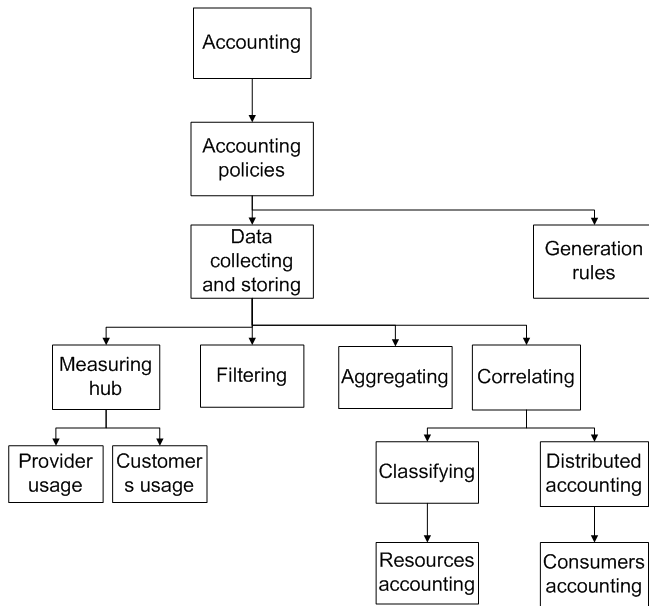 Accounting
Accounting
policies
Data
collecting
and storing
Generation
rules
Measuring
hub
Filtering
Aggregating
Correlating
Provider
usage
Customer
s usage
Classifying
Distributed
accounting
Resources
accounting
Consumers
accounting